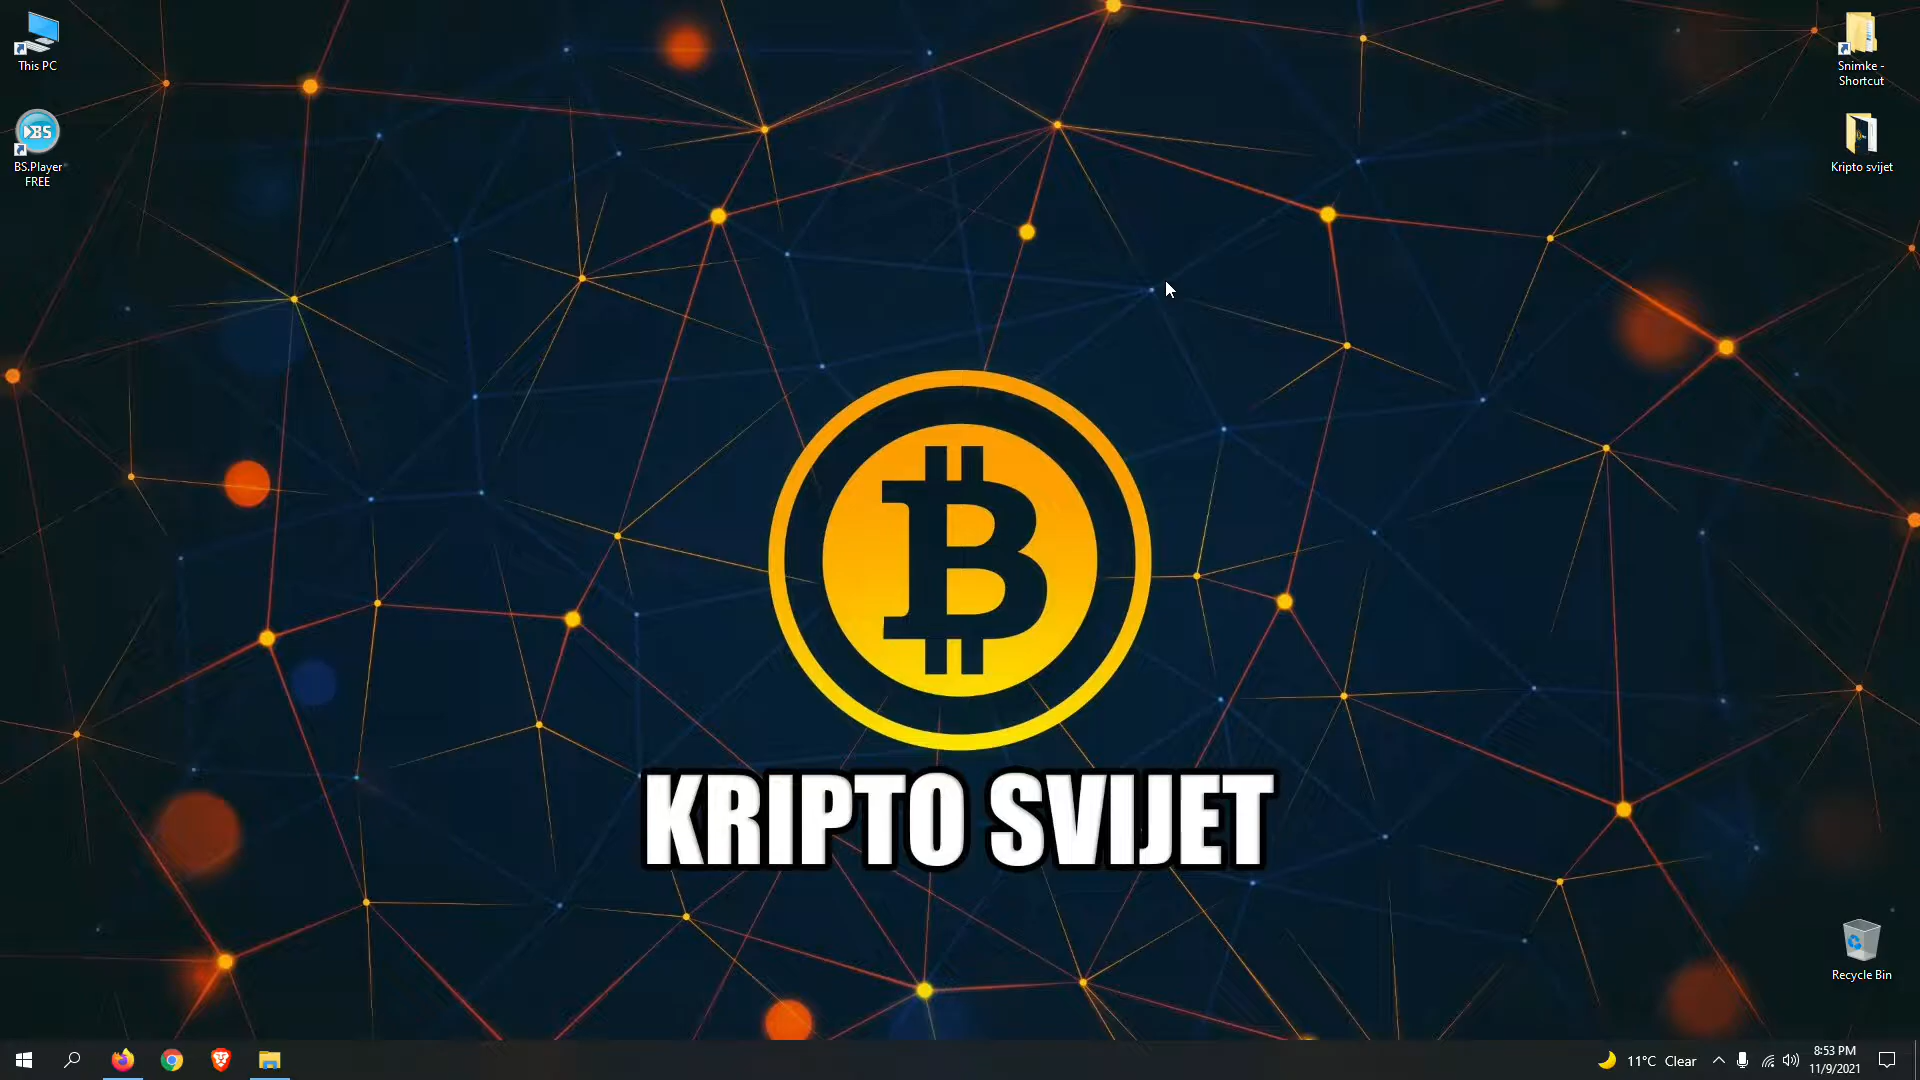 This PC
BS.Player
FREE
Snimke -
Shortcut
Kripto svijet
KRIPTO SVIJET
Recycle Bin
11°C Clear
8:53 PM
11/9/2021